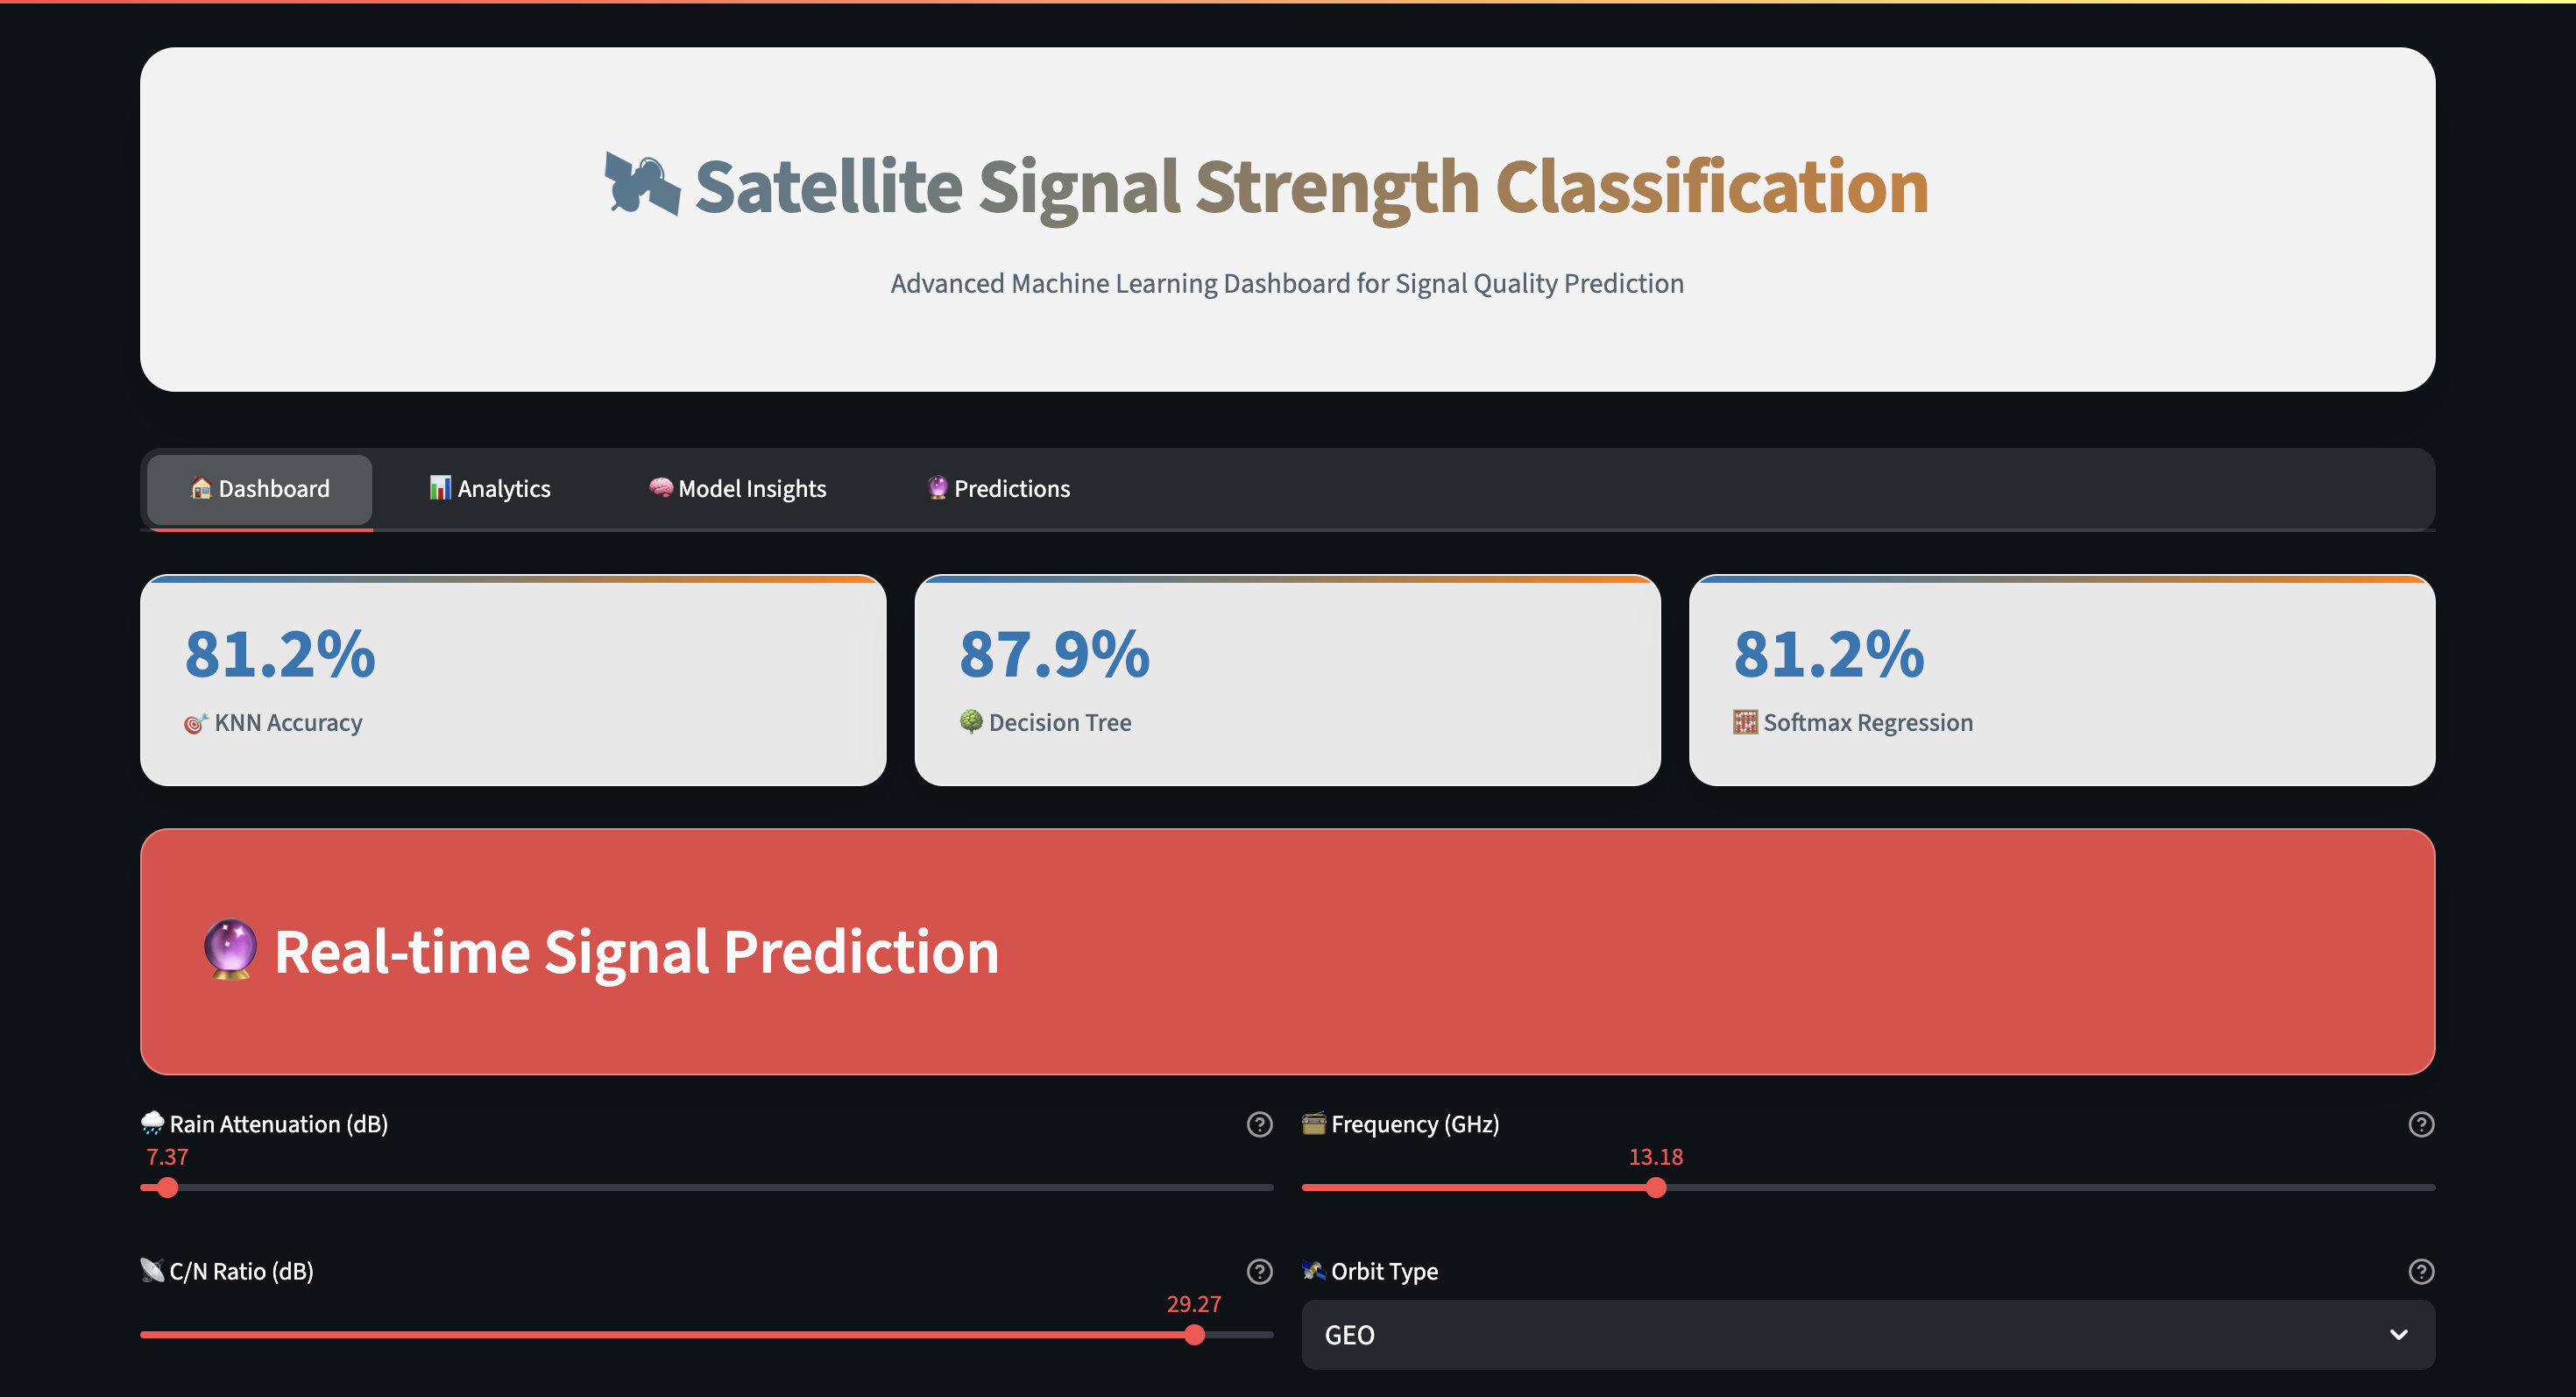 Satellite Signal Strength Classification
Advanced Machine Learning Dashboard for Signal Quality Prediction
Dashboard
Analytics
Model Insights
Predictions
81.2%
KNN Accuracy
87.9%
Decision Tree
81.2%
Softmax Regression
Real-time Signal Prediction
Rain Attenuation (dB)
7.37
Frequency (GHz)
13.18
C/N Ratio (dB)
29.27
Orbit Type
GEO